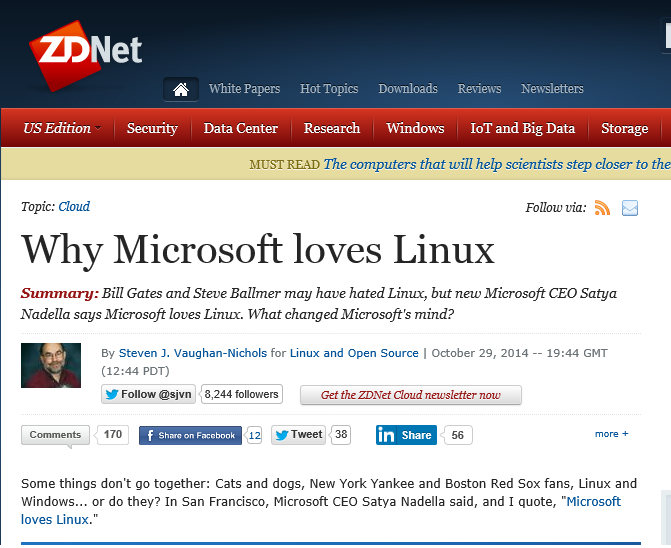 ZDNet
White Papers Hot Topics Downloads Reviews Newsletters
US Edition Security Data Center Research Windows IoT and Big Data Storage
MUST READ The computers that will help scientists step closer to the
Topic: Cloud
Follow via:
Why Microsoft loves Linux
Summary: Bill Gates and Steve Ballmer may have hated Linux, but new Microsoft CEO Satya
Nadella says Microsoft loves Linux. What changed Microsoft's mind?
By Steven J. Vaughan-Nichols for Linux and Open Source | October 29, 2014 -- 19:44 GMT
(12:44 PDT)
Follow @sjvn 8,244 followers Get the ZDNet Cloud newsletter now
Comments 170 f Share on Facebook 12 Tweet 38 in Share 56 more +
Some things don't go together: Cats and dogs, New York Yankee and Boston Red Sox fans, Linux and
Windows... or do they? In San Francisco, Microsoft CEO Satya Nadella said, and I quote, "Microsoft
loves Linux."